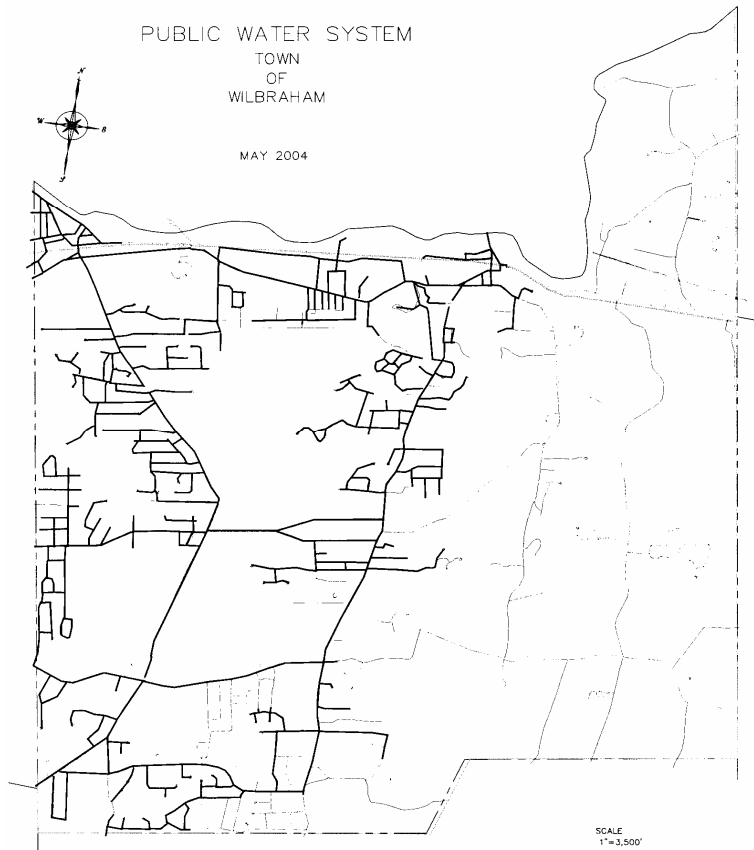 PUBLIC WATER SYSTEM
TOWN
OF
WILBRAHAM
N
W
S
MAY 2004
SCALE
1"=3,500'